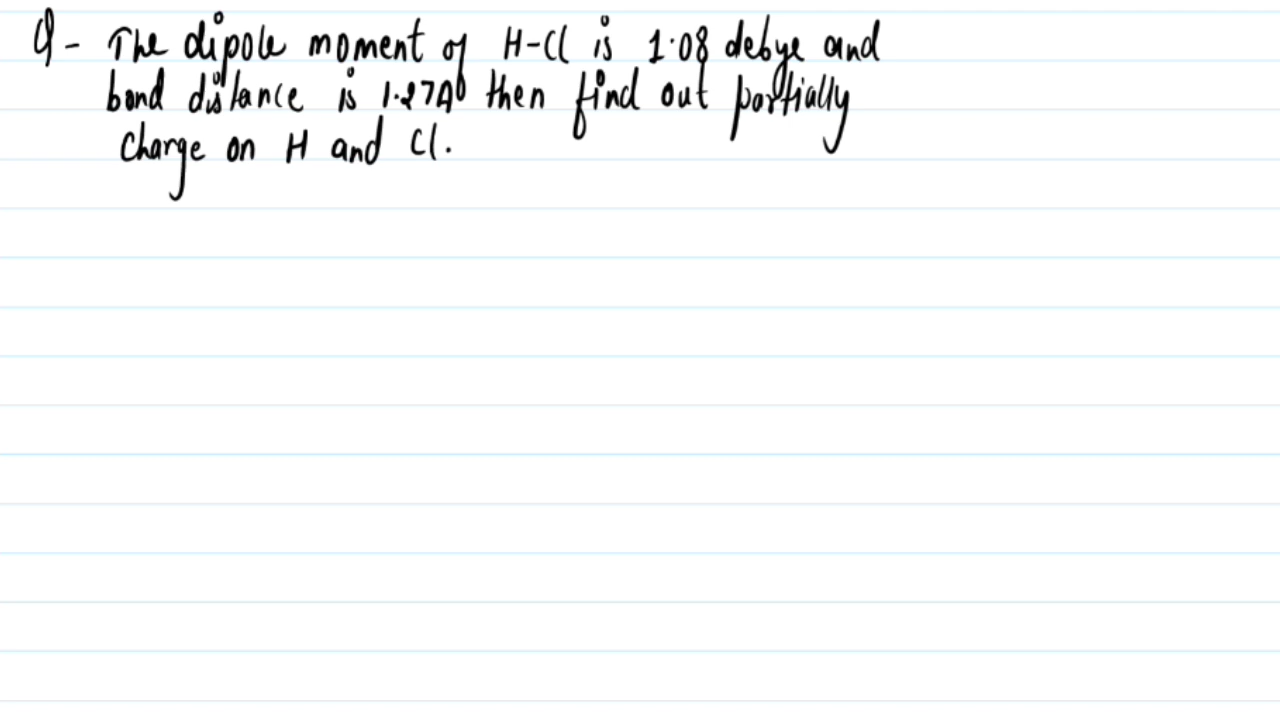 Q- The dipole moment of H-Cl is 1.08 debye and
bond distance is 1.27A⁰ then find out partially
charge on H and Cl.